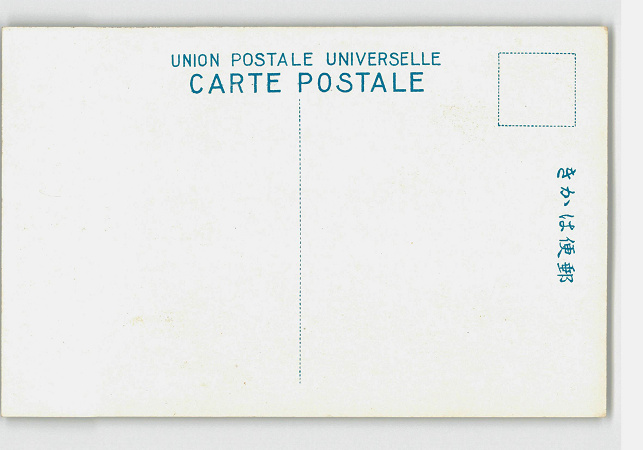 UNION POSTALE UNIVERSELLE
CARTE POSTALE
きかは便郵